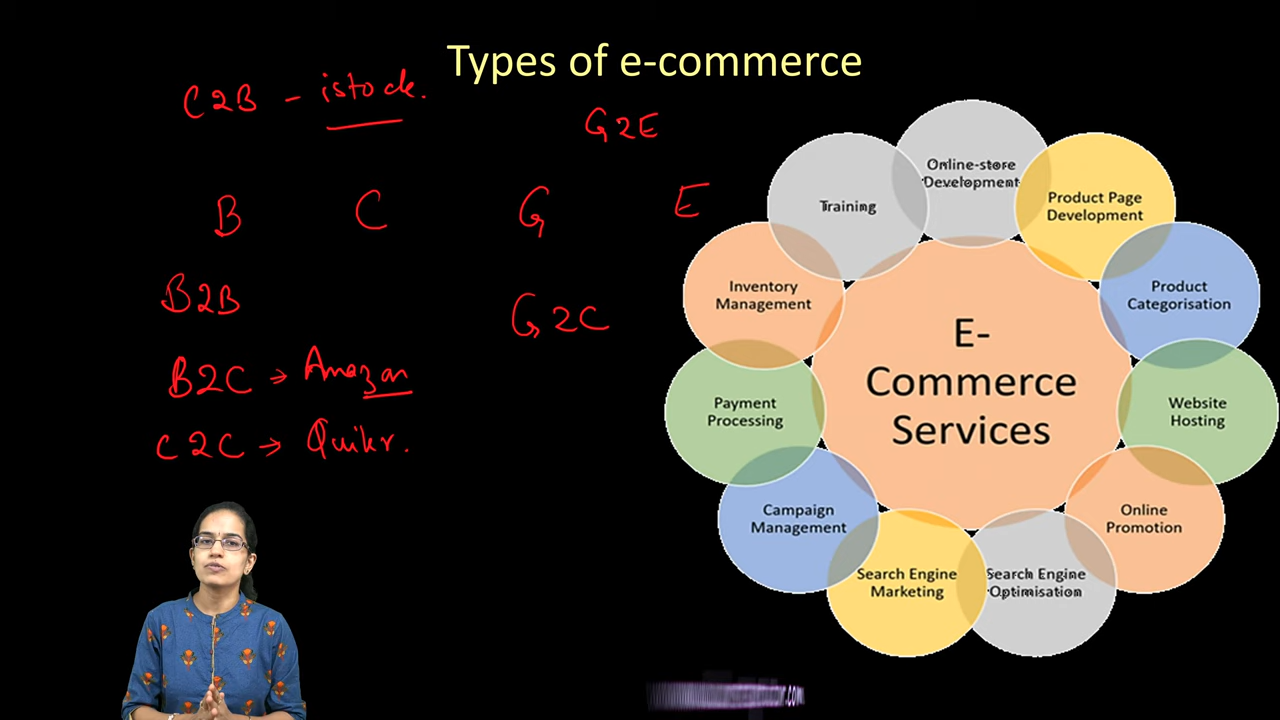 Types of e-commerce
C2B - istock.
G2E
B C G E
B2B
G2C
B2C → Amazon
C2C → Quikr.
Online-store
Development
Training
Product Page
Development
Inventory
Management
Product
Categorisation
E-
Commerce
Services
Payment
Processing
Website
Hosting
Campaign
Management
Online
Promotion
Search Engine
Marketing
Search Engine
Optimisation